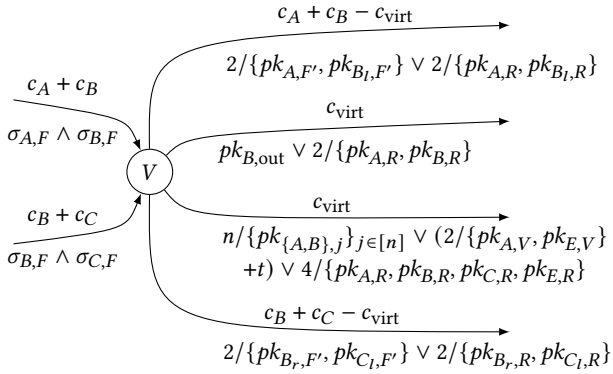 c_A + c_B − c_virt
2/{pk_{A,F′}, pk_{B_l,F′}} ∨ 2/{pk_{A,R}, pk_{B_l,R}}
c_A + c_B
σ_{A,F} ∧ σ_{B,F}
c_virt
pk_{B,out} ∨ 2/{pk_{A,R}, pk_{B,R}}
V
c_B + c_C
σ_{B,F} ∧ σ_{C,F}
c_virt
n/{pk_{{A,B},j}}_{j∈[n]} ∨ (2/{pk_{A,V}, pk_{E,V}}
+t) ∨ 4/{pk_{A,R}, pk_{B,R}, pk_{C,R}, pk_{E,R}}
c_B + c_C − c_virt
2/{pk_{B_r,F′}, pk_{C_l,F′}} ∨ 2/{pk_{B_r,R}, pk_{C_l,R}}